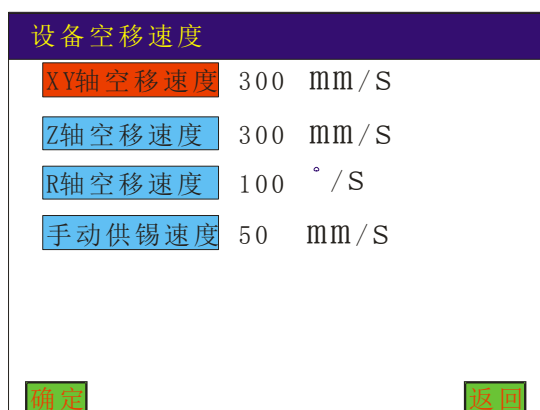 设备空移速度
XY轴空移速度 300 mm/S
Z轴空移速度 300 mm/S
R轴空移速度 100 °/S
手动供锡速度 50 mm/S
确定 返回